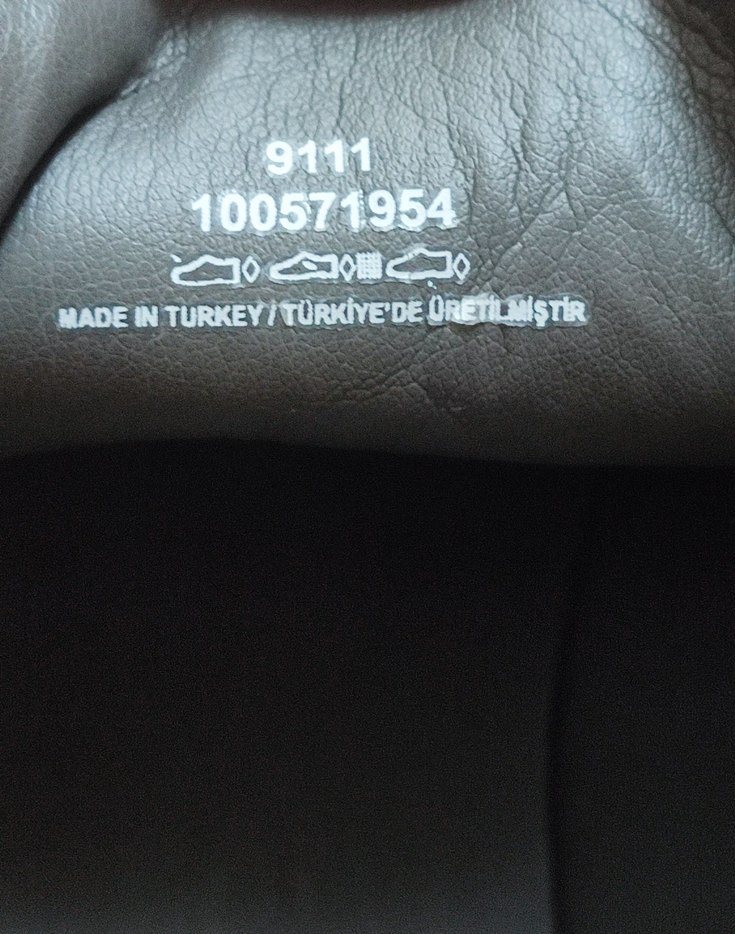 9111
100571954
MADE IN TURKEY / TÜRKİYE'DE ÜRETİLMİŞTİR